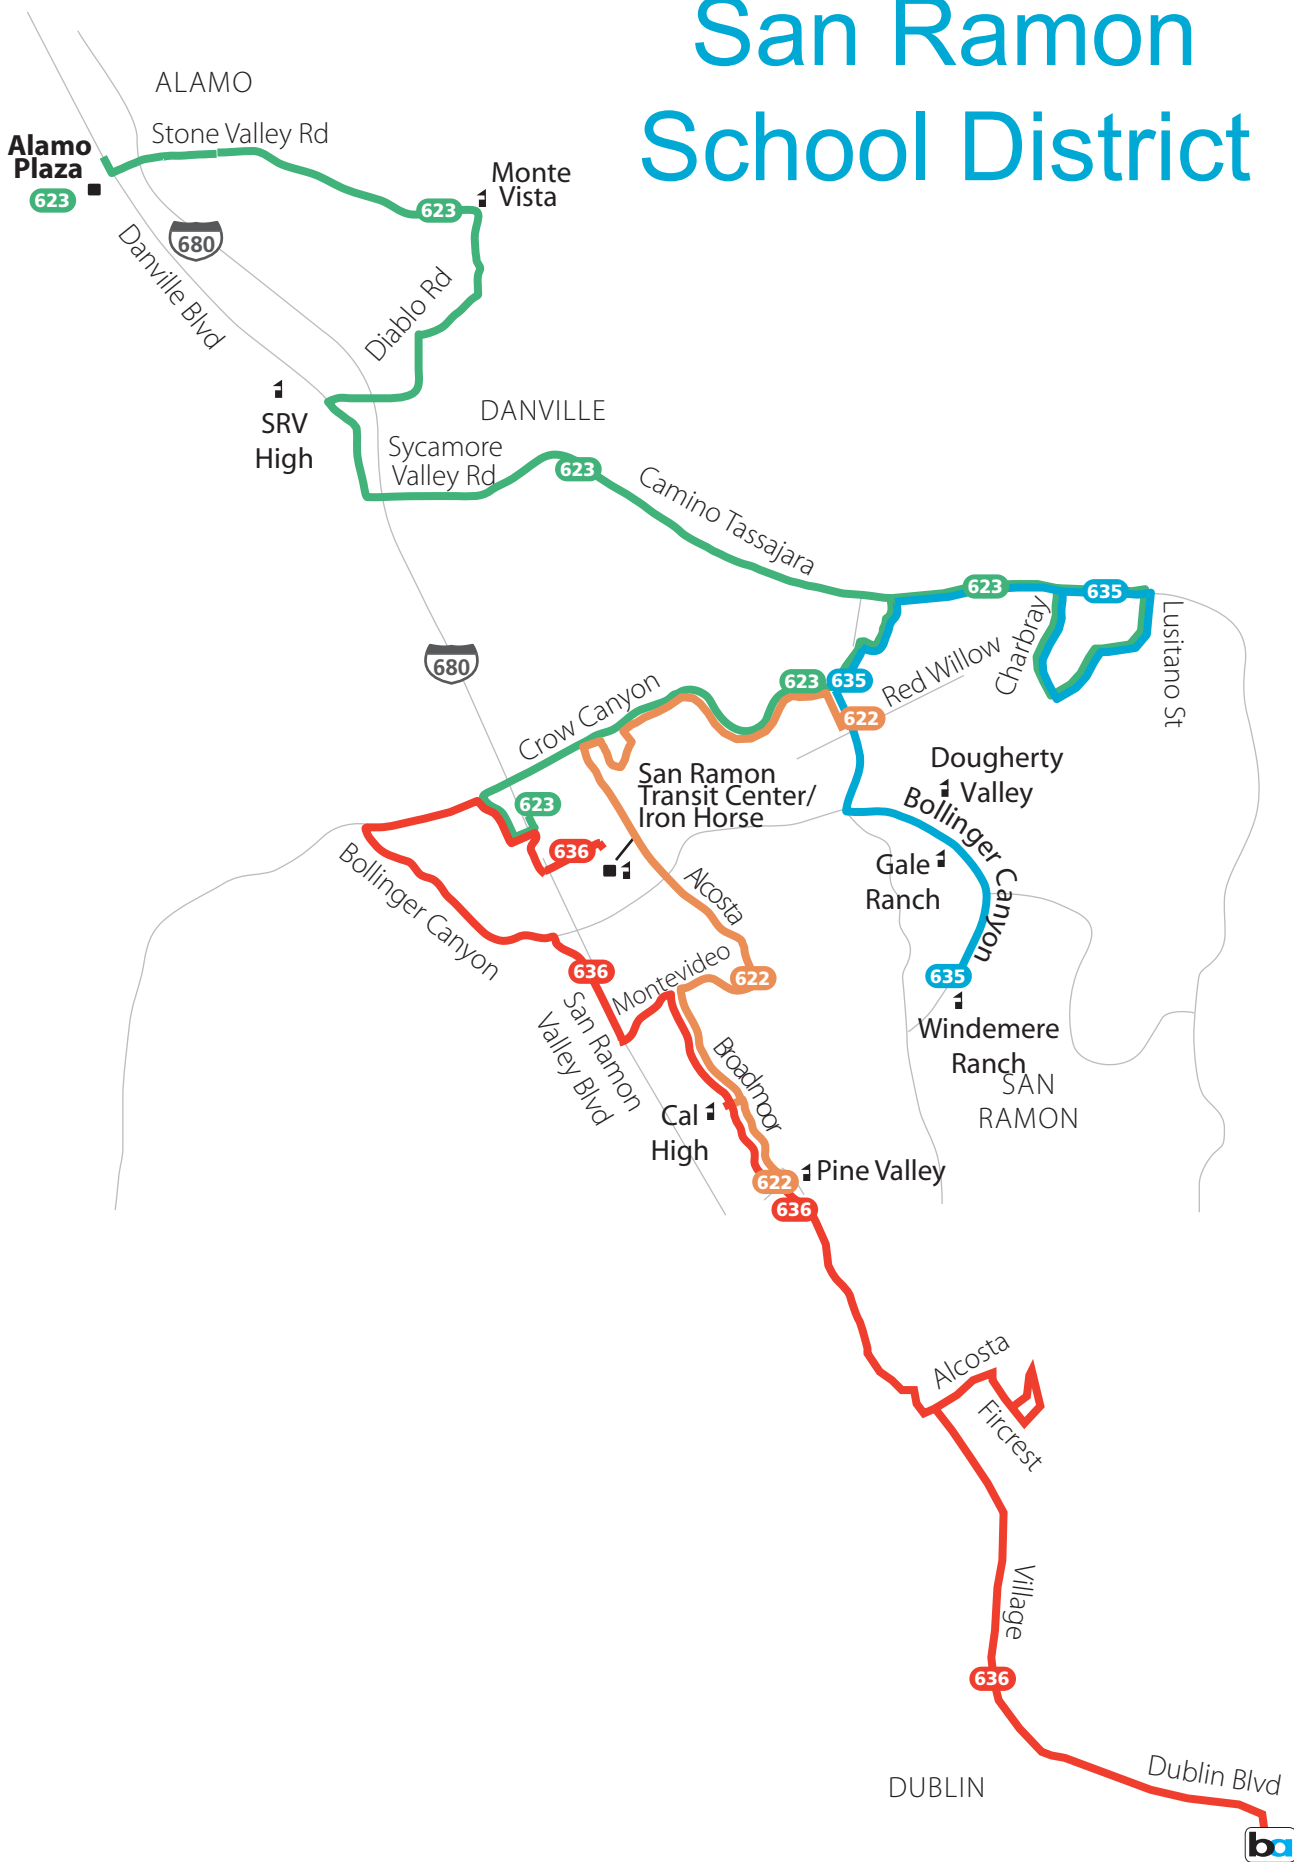 San Ramon
School District
ALAMO
Stone Valley Rd
Alamo
Plaza
623
Monte
Vista
623
680
Danville Blvd
Diablo Rd
SRV
High
DANVILLE
Sycamore
Valley Rd
623
Camino Tassajara
623
635
Charbray
Lusitano St
680
Crow Canyon
623
635
Red Willow
622
San Ramon
Transit Center/
Iron Horse
623
636
Dougherty
Valley
Bollinger Canyon
Gale
Ranch
Bollinger Canyon
Alcosta
636
Montevideo
622
635
San Ramon
Valley Blvd
Windemere
Ranch
SAN
RAMON
Broadmoor
Cal
High
622
Pine Valley
636
Alcosta
Fircrest
Village
636
DUBLIN
Dublin Blvd
ba